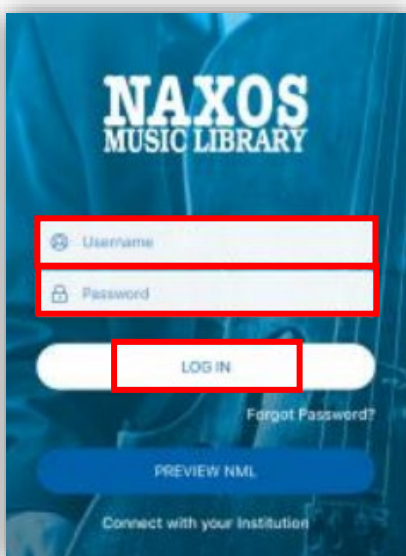 NAXOS
MUSIC LIBRARY
Username
Password
LOG IN
Forgot Password?
PREVIEW NML
Connect with your Institution